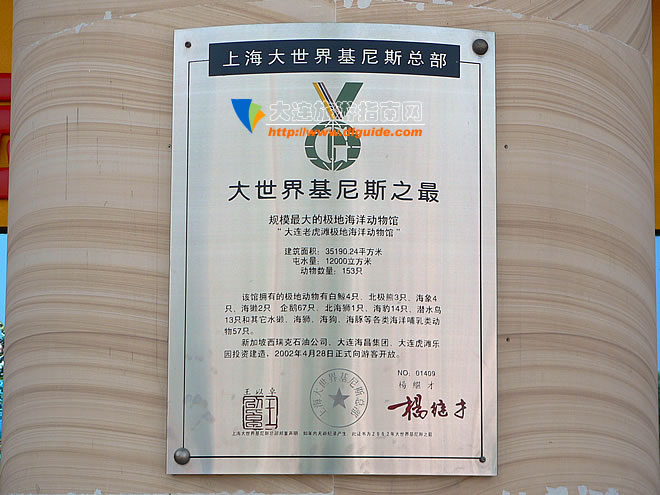 上海大世界基尼斯总部
大连旅游指南网
http://www.dlguide.com
大世界基尼斯之最
规模最大的极地海洋动物馆
“大连老虎滩极地海洋动物馆”
建筑面积：35190.24平方米
屯水量：12000立方米
动物数量：153只
该馆拥有的极地动物有白鲸4只、北极熊3只、海象4
只、海獭2只 企鹅67只、北海狮1只、海豹14只、潜水鸟
13只和其它水獭、海狮、海狗、海豚等各类海洋哺乳类动
物57只。
新加坡西瑞克石油公司、大连海昌集团、大连虎滩乐
园投资建造，2002年4月28日正式向游客开放。
NO: 01409
王以卓
杨继才
上海大世界基尼斯总部
杨继才